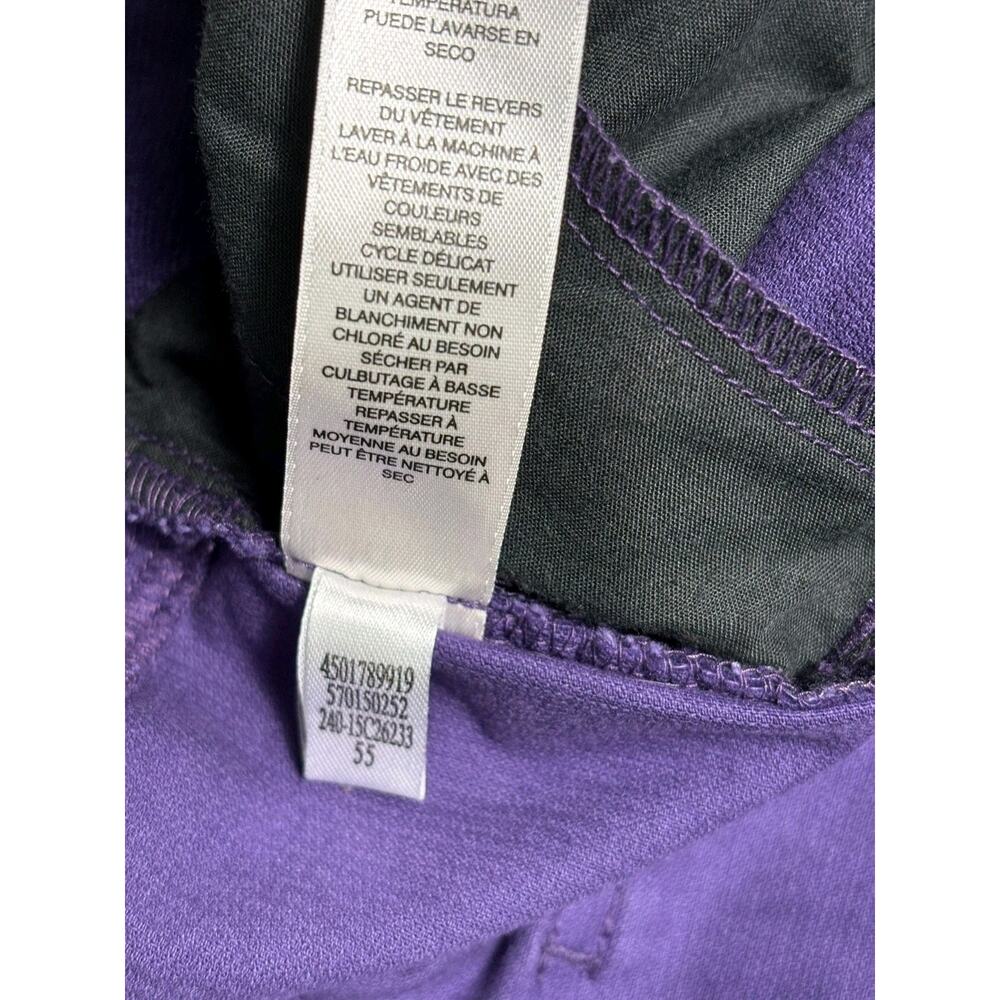 TEMPERATURA
PUEDE LAVARSE EN
SECO
REPASSER LE REVERS
DU VÊTEMENT
LAVER À LA MACHINE À
L'EAU FROIDE AVEC DES
VÊTEMENTS DE
COULEURS
SEMBLABLES
CYCLE DÉLICAT
UTILISER SEULEMENT
UN AGENT DE
BLANCHIMENT NON
CHLORÉ AU BESOIN
SÉCHER PAR
CULBUTAGE À BASSE
TEMPÉRATURE
REPASSER À
TEMPÉRATURE
MOYENNE AU BESOIN
PEUT ÊTRE NETTOYÉ À
SEC
4501789919
570150252
240-15C26233
55